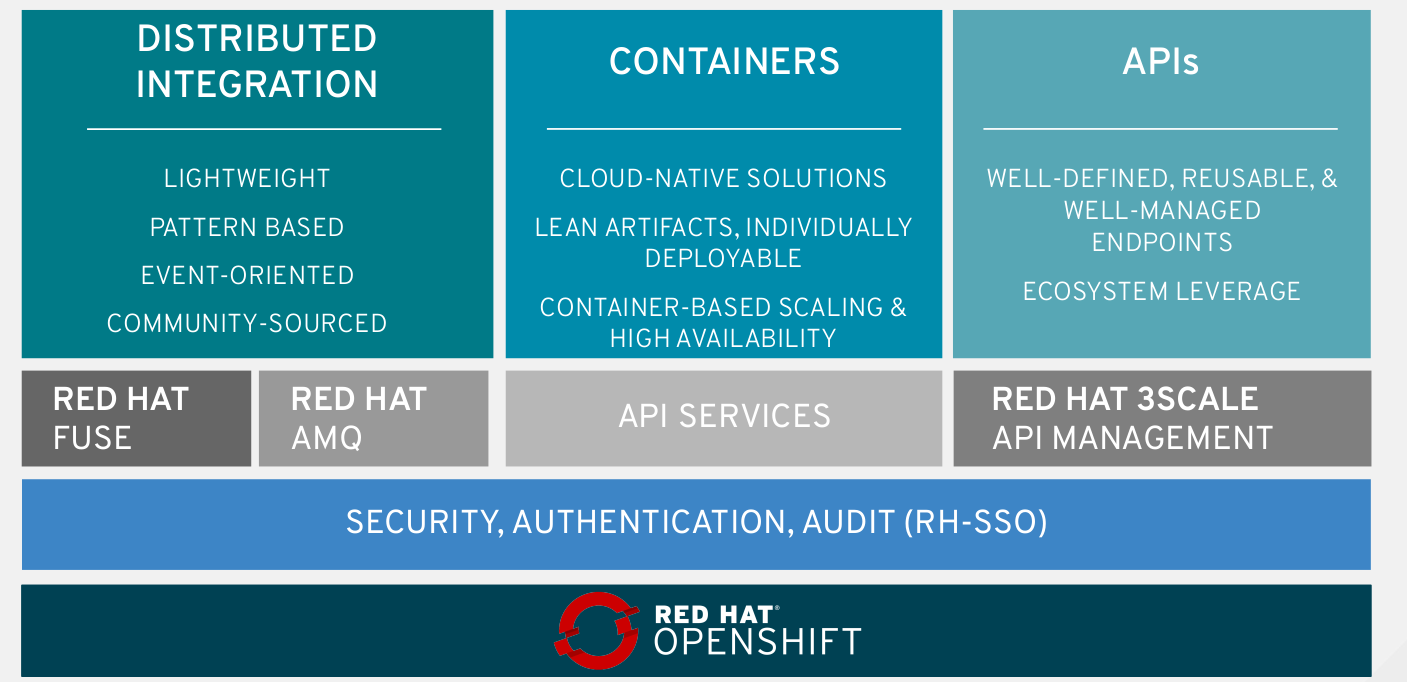 DISTRIBUTED
INTEGRATION
LIGHTWEIGHT
PATTERN BASED
EVENT-ORIENTED
COMMUNITY-SOURCED
CONTAINERS
CLOUD-NATIVE SOLUTIONS
LEAN ARTIFACTS, INDIVIDUALLY
DEPLOYABLE
CONTAINER-BASED SCALING &
HIGH AVAILABILITY
APIs
WELL-DEFINED, REUSABLE, &
WELL-MANAGED
ENDPOINTS
ECOSYSTEM LEVERAGE
RED HAT
FUSE
RED HAT
AMQ
API SERVICES
RED HAT 3SCALE
API MANAGEMENT
SECURITY, AUTHENTICATION, AUDIT (RH-SSO)
RED HAT®
OPENSHIFT